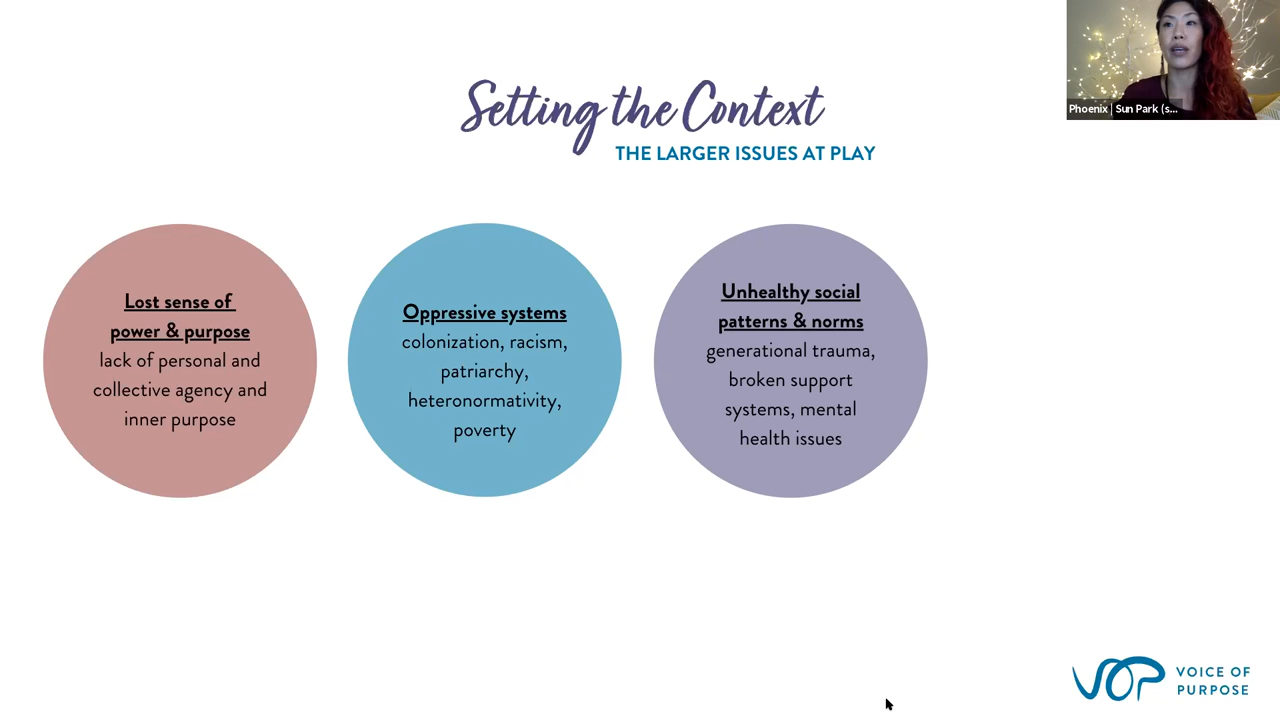 Setting the Context
THE LARGER ISSUES AT PLAY
Lost sense of
power & purpose
lack of personal and
collective agency and
inner purpose
Oppressive systems
colonization, racism,
patriarchy,
heteronormativity,
poverty
Unhealthy social
patterns & norms
generational trauma,
broken support
systems, mental
health issues
Phoenix | Sun Park (s...
VOP
VOICE OF
PURPOSE